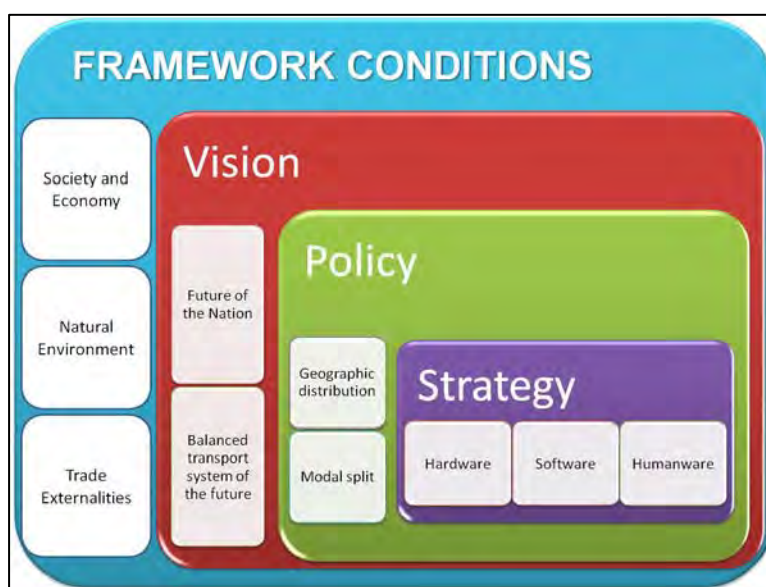 FRAMEWORK CONDITIONS
Society and
Economy
Natural
Environment
Trade
Externalities
Vision
Future of
the Nation
Balanced
transport
system of
the future
Policy
Geographic
distribution
Modal split
Strategy
Hardware
Software
Humanware